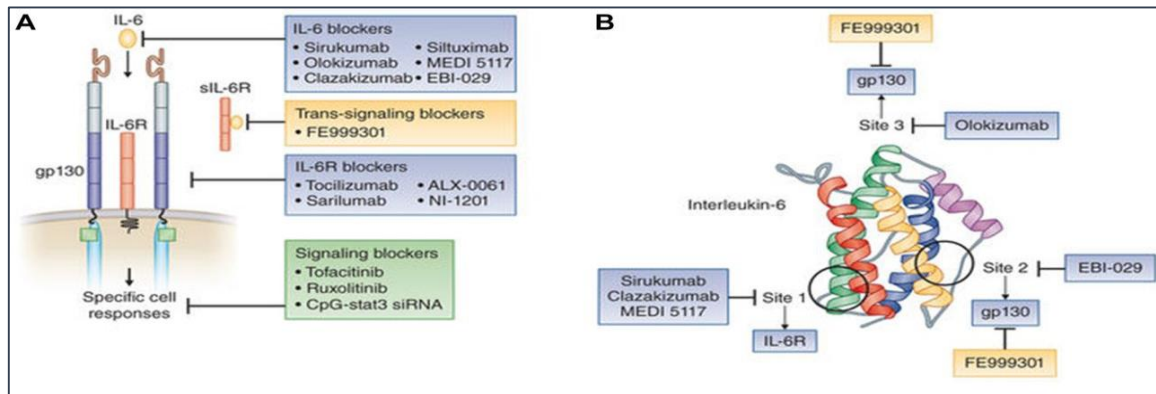 A
IL-6
IL-6 blockers
• Sirukumab • Siltuximab
• Olokizumab • MEDI 5117
• Clazakizumab • EBI-029
sIL-6R
IL-6R
Trans-signaling blockers
• FE999301
gp130
IL-6R blockers
• Tocilizumab • ALX-0061
• Sarilumab • NI-1201
Signaling blockers
• Tofacitinib
• Ruxolitinib
• CpG-stat3 siRNA
Specific cell
responses
B
FE999301
gp130
Site 3
Olokizumab
Interleukin-6
Site 2
EBI-029
Sirukumab
Clazakizumab
MEDI 5117
Site 1
gp130
IL-6R
FE999301